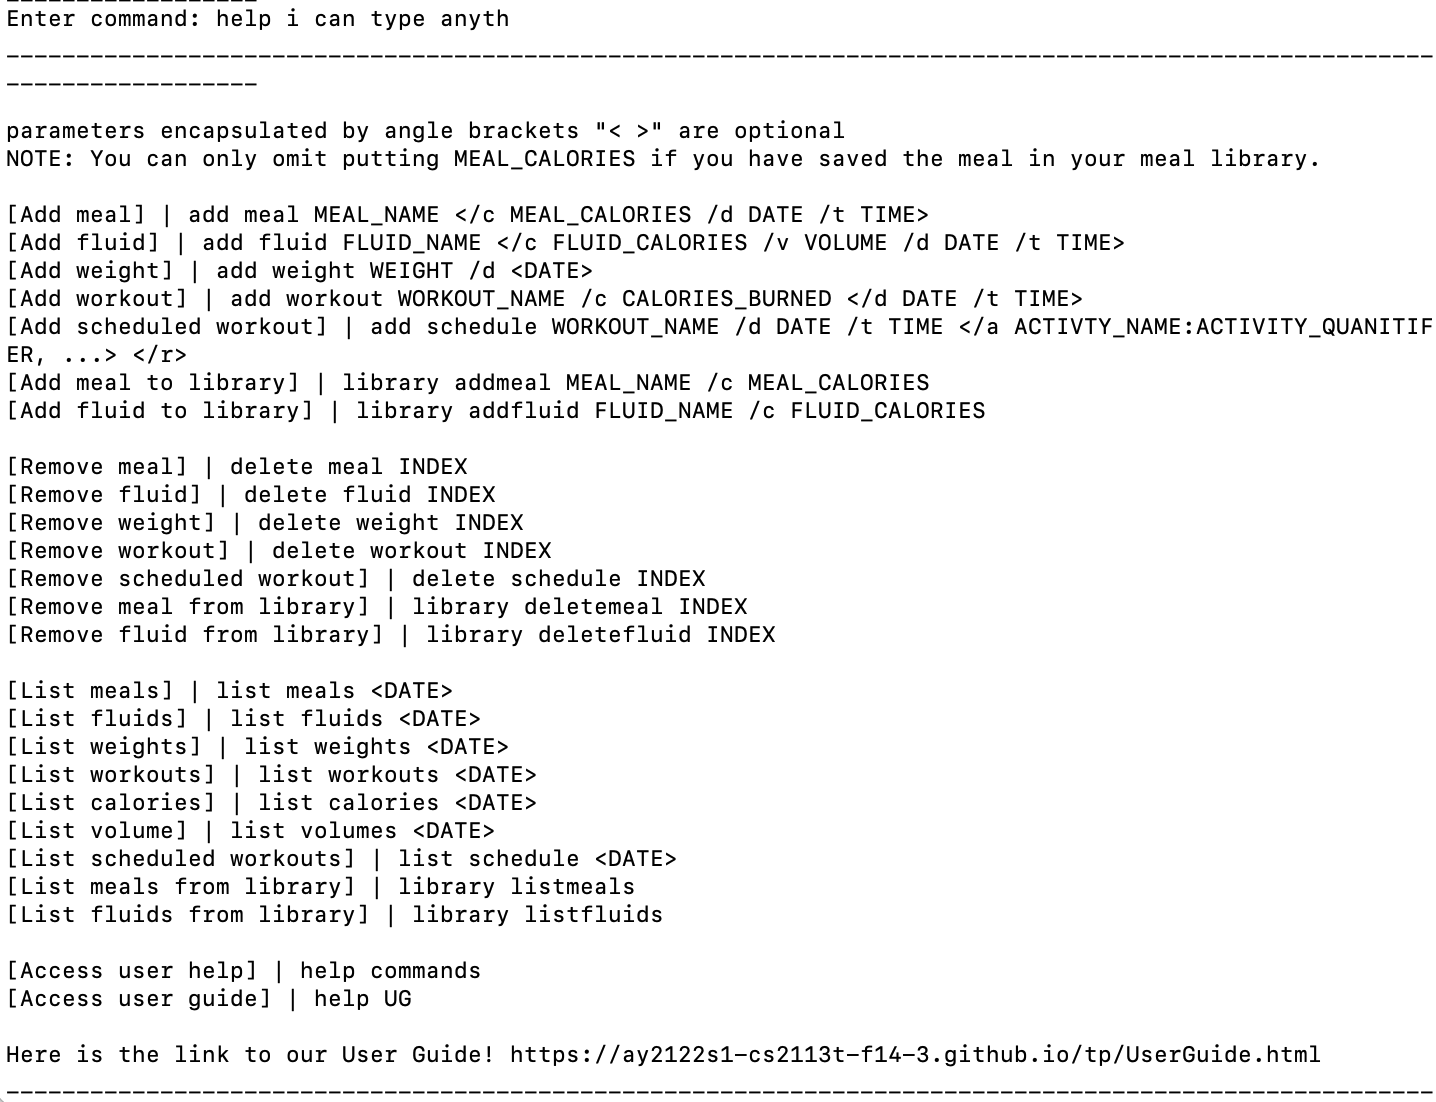 Enter command: help i can type anyth
______________________________________________________________________________________________________
__________________
parameters encapsulated by angle brackets "< >" are optional
NOTE: You can only omit putting MEAL_CALORIES if you have saved the meal in your meal library.
[Add meal] | add meal MEAL_NAME </c MEAL_CALORIES /d DATE /t TIME>
[Add fluid] | add fluid FLUID_NAME </c FLUID_CALORIES /v VOLUME /d DATE /t TIME>
[Add weight] | add weight WEIGHT /d <DATE>
[Add workout] | add workout WORKOUT_NAME /c CALORIES_BURNED </d DATE /t TIME>
[Add scheduled workout] | add schedule WORKOUT_NAME /d DATE /t TIME </a ACTIVTY_NAME:ACTIVITY_QUANITIF
ER, ...> </r>
[Add meal to library] | library addmeal MEAL_NAME /c MEAL_CALORIES
[Add fluid to library] | library addfluid FLUID_NAME /c FLUID_CALORIES
[Remove meal] | delete meal INDEX
[Remove fluid] | delete fluid INDEX
[Remove weight] | delete weight INDEX
[Remove workout] | delete workout INDEX
[Remove scheduled workout] | delete schedule INDEX
[Remove meal from library] | library deletemeal INDEX
[Remove fluid from library] | library deletefluid INDEX
[List meals] | list meals <DATE>
[List fluids] | list fluids <DATE>
[List weights] | list weights <DATE>
[List workouts] | list workouts <DATE>
[List calories] | list calories <DATE>
[List volume] | list volumes <DATE>
[List scheduled workouts] | list schedule <DATE>
[List meals from library] | library listmeals
[List fluids from library] | library listfluids
[Access user help] | help commands
[Access user guide] | help UG
Here is the link to our User Guide! https://ay2122s1-cs2113t-f14-3.github.io/tp/UserGuide.html
______________________________________________________________________________________________________